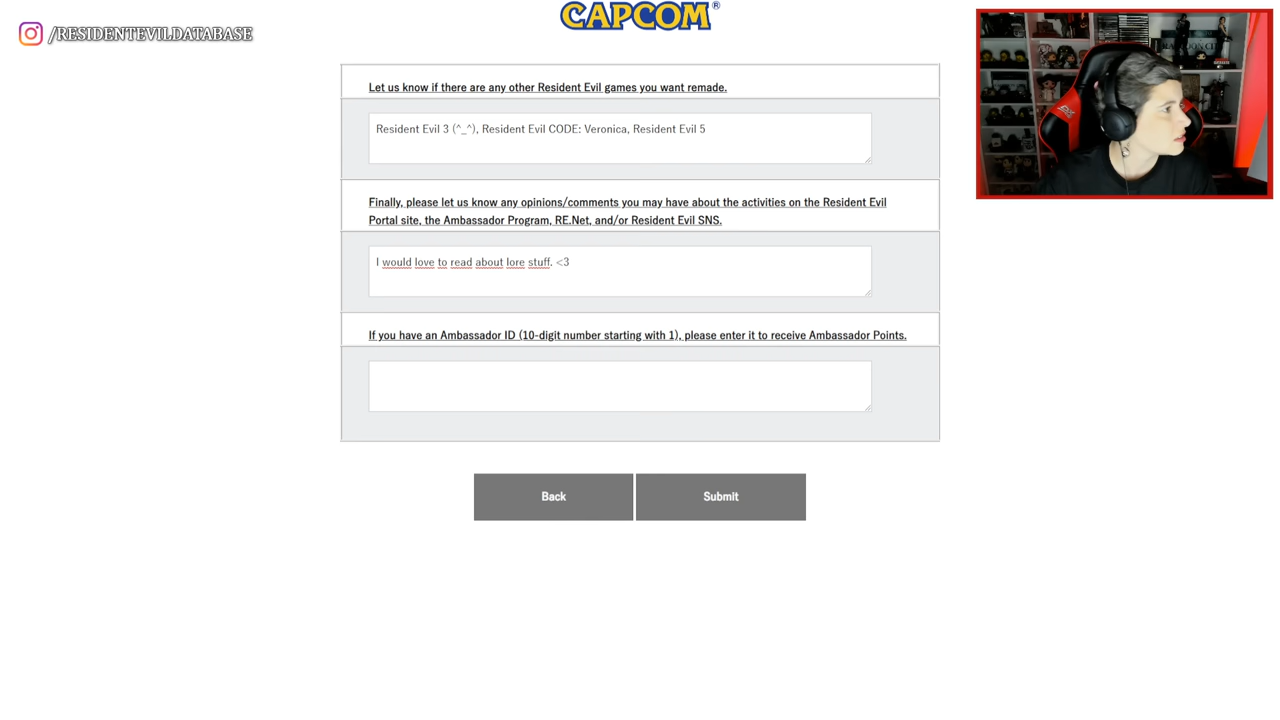 /RESIDENTEVILDATABASE
CAPCOM®
Let us know if there are any other Resident Evil games you want remade.
Resident Evil 3 (^_^), Resident Evil CODE: Veronica, Resident Evil 5
Finally, please let us know any opinions/comments you may have about the activities on the Resident Evil
Portal site, the Ambassador Program, RE.Net, and/or Resident Evil SNS.
I would love to read about lore stuff. <3
If you have an Ambassador ID (10-digit number starting with 1), please enter it to receive Ambassador Points.
Back
Submit